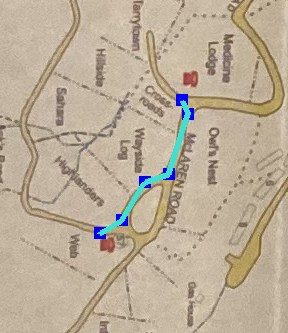 Tarrytown
Medicine
Lodge
Hillside
Cross
roads
Sahara
Wayside
Log
McLAREN ROAD
Owl's Nest
Highlanders
Web
Gas House